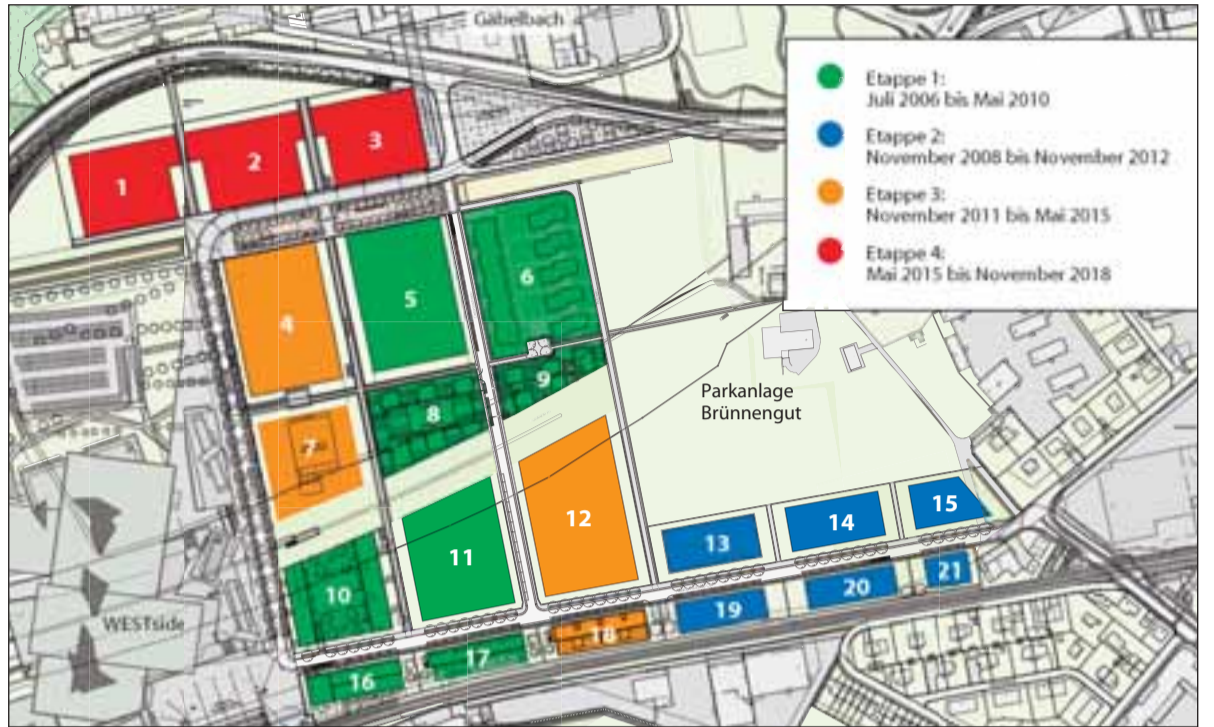 Gäbelbach
Etappe 1:
Juli 2006 bis Mai 2010
Etappe 2:
November 2008 bis November 2012
Etappe 3:
November 2011 bis Mai 2015
Etappe 4:
Mai 2015 bis November 2018
1
2
3
4
5
6
7
8
9
Parkanlage
Brünnengut
10
11
12
13
14
15
WESTside
16
17
18
19
20
21